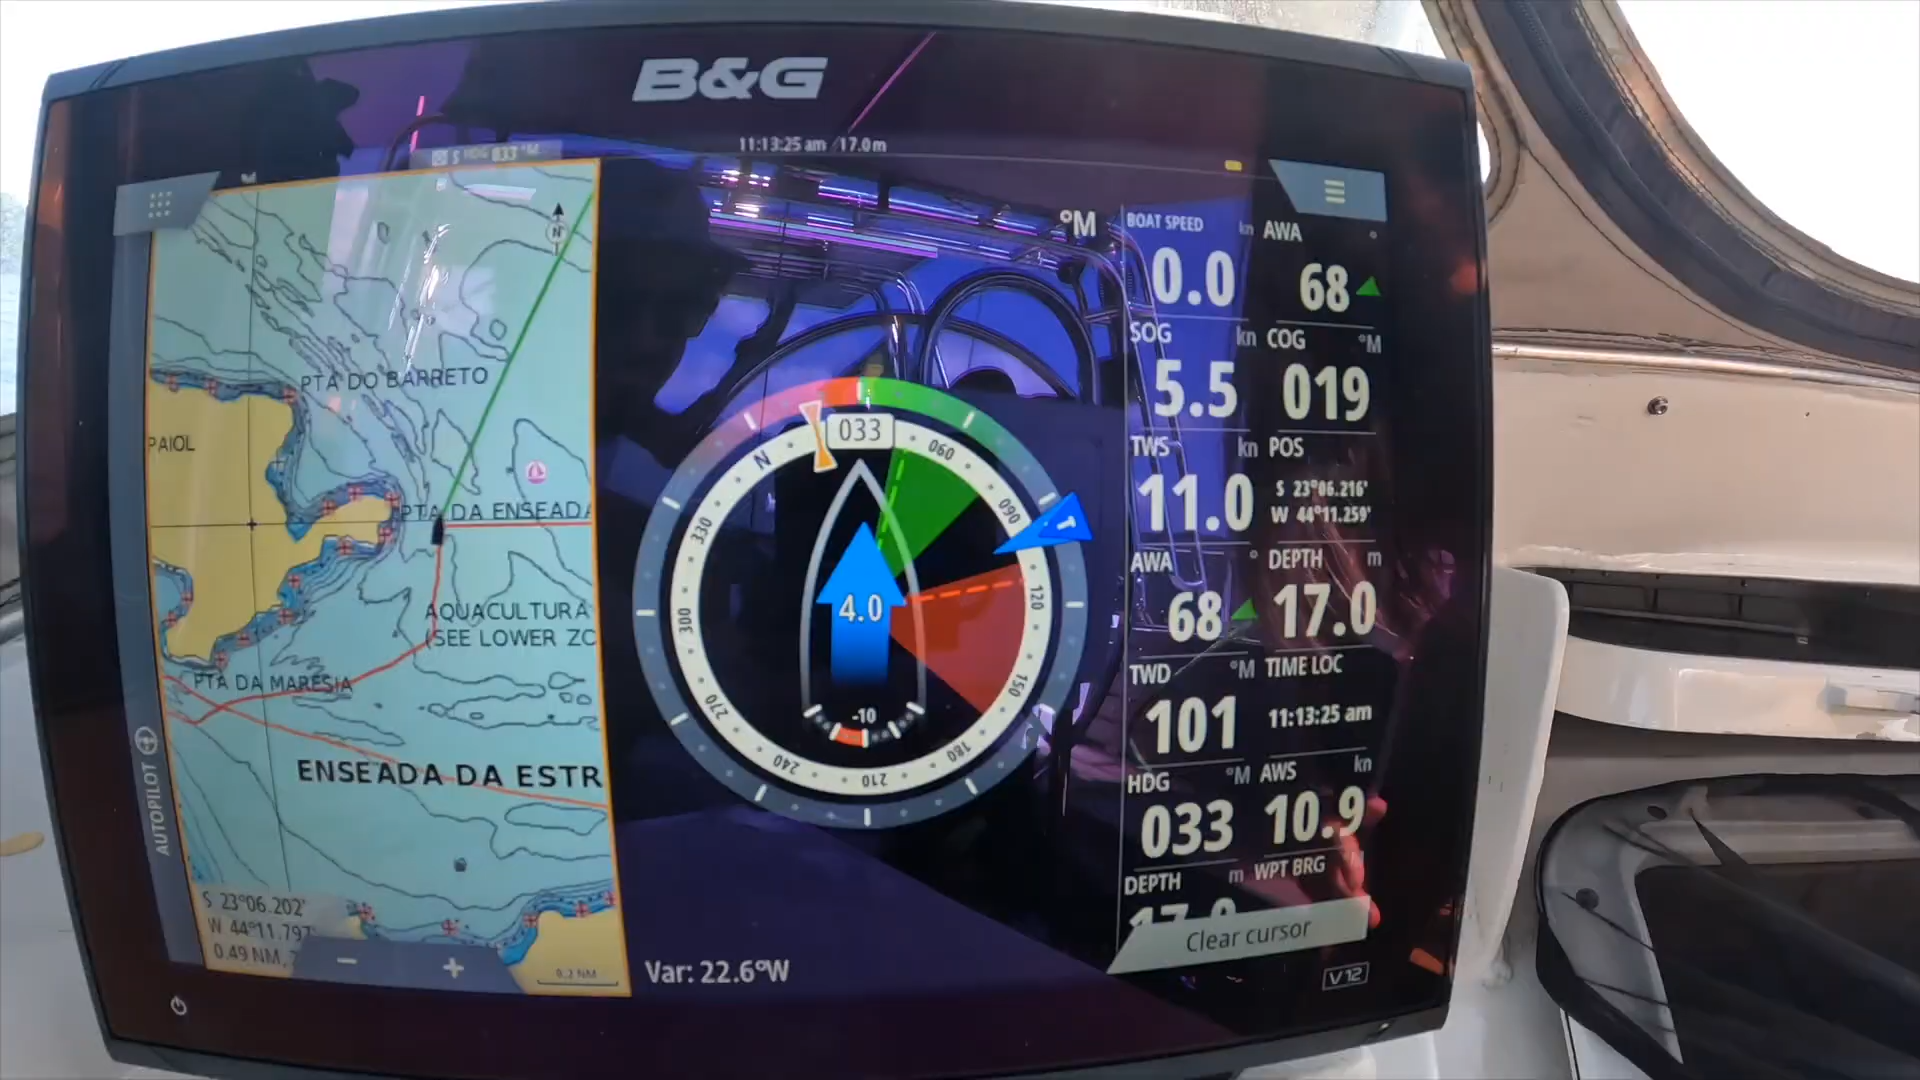 B&G
11:13:25 am 17.0m
S HDG 033 °M
N
PTA DO BARRETO
PAIOL
PTA DA ENSEADA
AQUACULTURA
(SEE LOWER ZO
PTA DA MARESIA
ENSEADA DA ESTR
S 23°06.202'
W 44°11.797'
0.49 NM,
0.2 NM
AUTOPILOT
°M
033
N
060
090
120
150
180
210
240
270
300
330
T
4.0
-10
Var: 22.6°W
BOAT SPEED kn
0.0
AWA °
68
SOG kn
5.5
COG °M
019
TWS kn
11.0
POS
S 23°06.216'
W 44°11.259'
AWA °
68
DEPTH m
17.0
TWD °M
101
TIME LOC
11:13:25 am
HDG °M
033
AWS kn
10.9
DEPTH m
17.0
WPT BRG
Clear cursor
V12